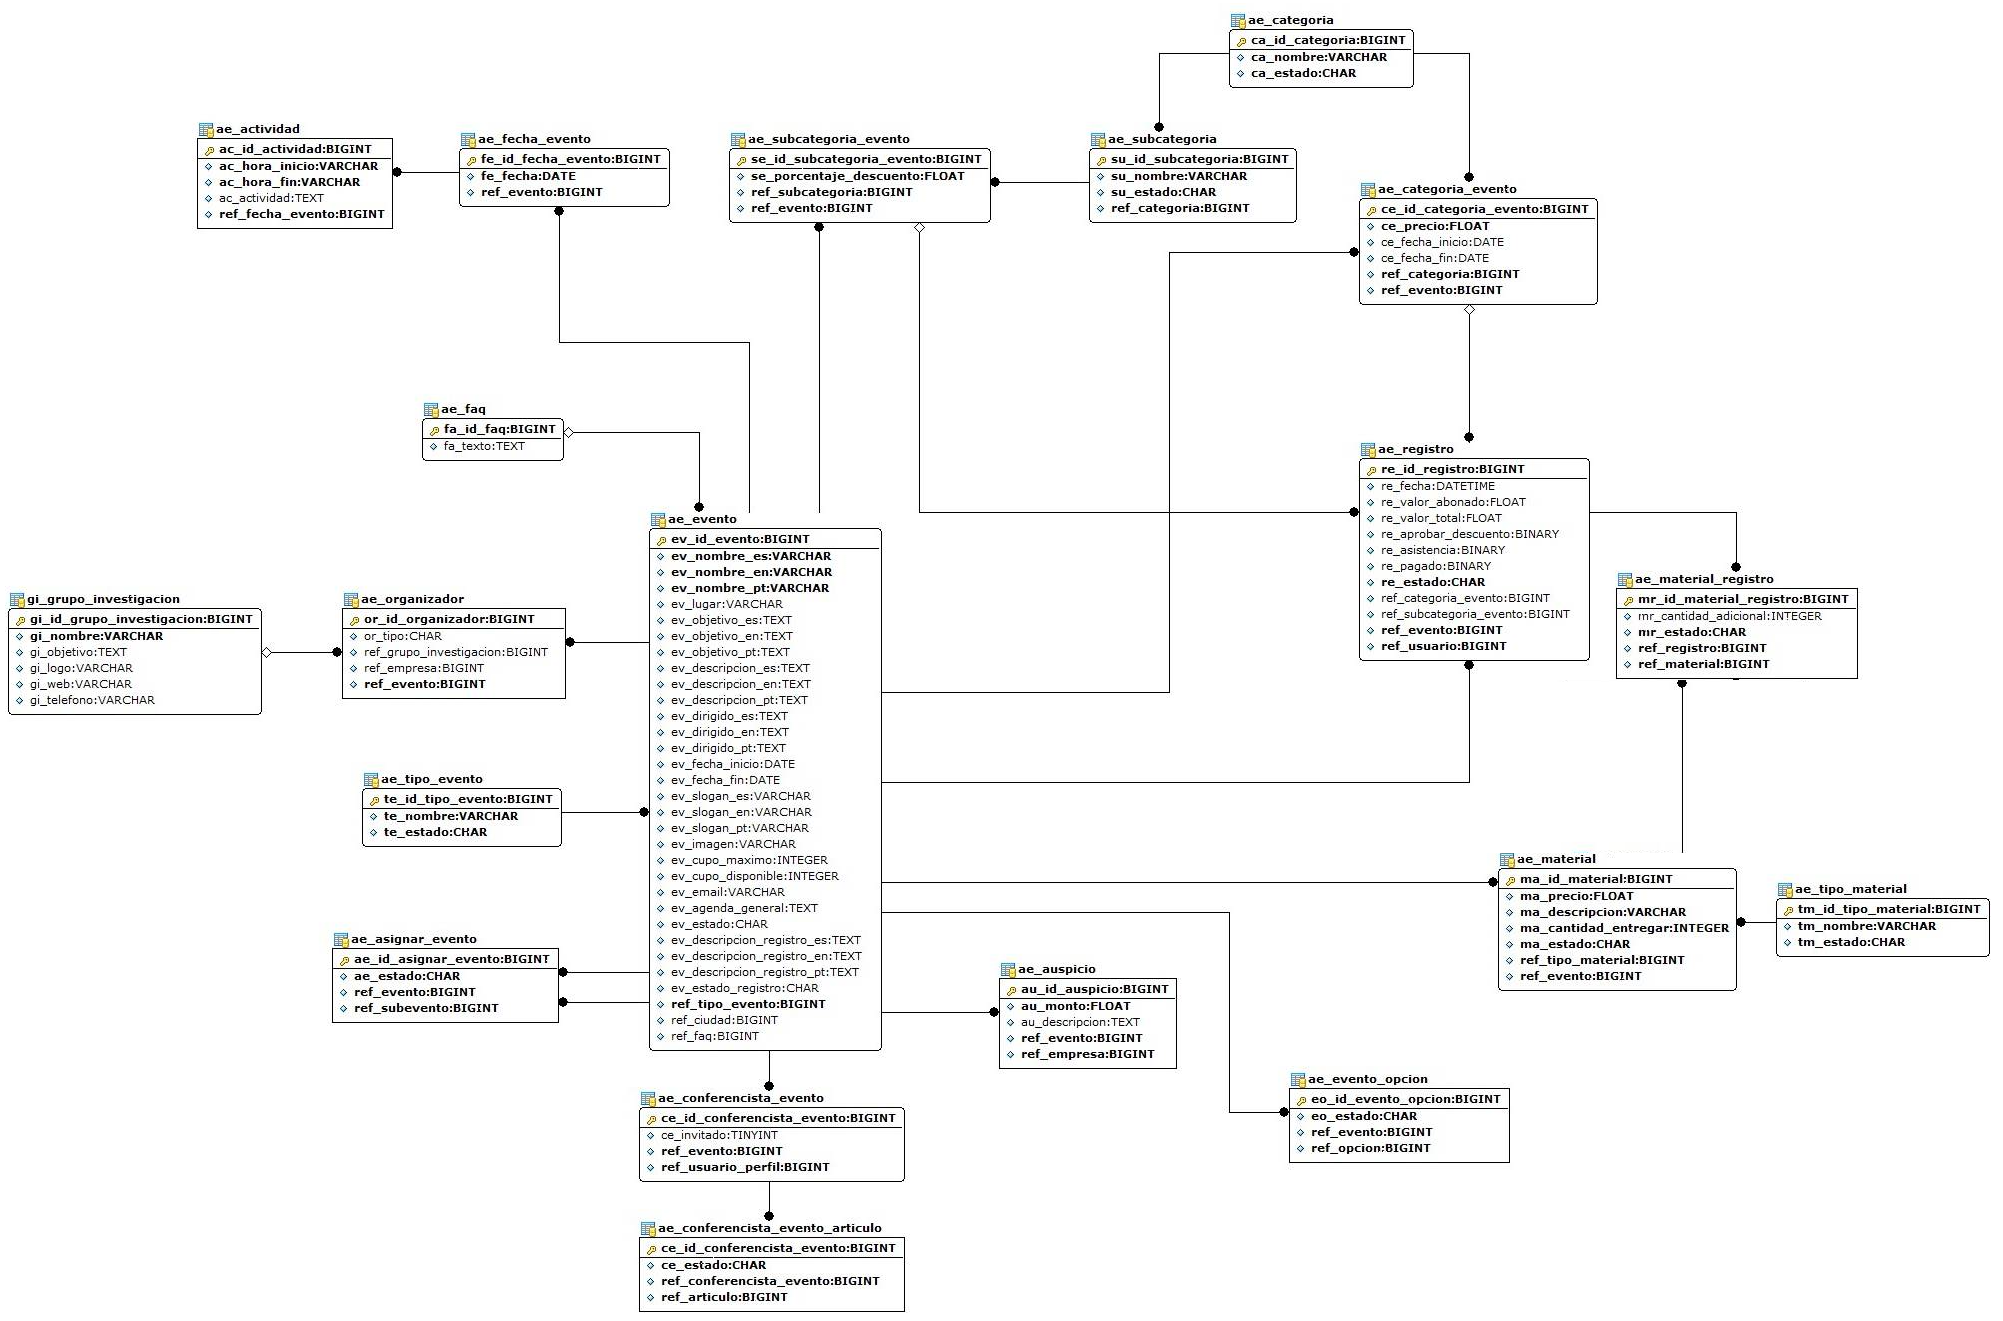 ae_categoria
ca_id_categoria:BIGINT
ca_nombre:VARCHAR
ca_estado:CHAR
ae_actividad
ac_id_actividad:BIGINT
ac_hora_inicio:VARCHAR
ac_hora_fin:VARCHAR
ac_actividad:TEXT
ref_fecha_evento:BIGINT
ae_fecha_evento
fe_id_fecha_evento:BIGINT
fe_fecha:DATE
ref_evento:BIGINT
ae_subcategoria_evento
se_id_subcategoria_evento:BIGINT
se_porcentaje_descuento:FLOAT
ref_subcategoria:BIGINT
ref_evento:BIGINT
ae_subcategoria
su_id_subcategoria:BIGINT
su_nombre:VARCHAR
su_estado:CHAR
ref_categoria:BIGINT
ae_categoria_evento
ce_id_categoria_evento:BIGINT
ce_precio:FLOAT
ce_fecha_inicio:DATE
ce_fecha_fin:DATE
ref_categoria:BIGINT
ref_evento:BIGINT
ae_faq
fa_id_faq:BIGINT
fa_texto:TEXT
ae_registro
re_id_registro:BIGINT
re_fecha:DATETIME
re_valor_abonado:FLOAT
re_valor_total:FLOAT
re_aprobar_descuento:BINARY
re_asistencia:BINARY
re_pagado:BINARY
re_estado:CHAR
ref_categoria_evento:BIGINT
ref_subcategoria_evento:BIGINT
ref_evento:BIGINT
ref_usuario:BIGINT
ae_evento
ev_id_evento:BIGINT
ev_nombre_es:VARCHAR
ev_nombre_en:VARCHAR
ev_nombre_pt:VARCHAR
ev_lugar:VARCHAR
ev_objetivo_es:TEXT
ev_objetivo_en:TEXT
ev_objetivo_pt:TEXT
ev_descripcion_es:TEXT
ev_descripcion_en:TEXT
ev_descripcion_pt:TEXT
ev_dirigido_es:TEXT
ev_dirigido_en:TEXT
ev_dirigido_pt:TEXT
ev_fecha_inicio:DATE
ev_fecha_fin:DATE
ev_slogan_es:VARCHAR
ev_slogan_en:VARCHAR
ev_slogan_pt:VARCHAR
ev_imagen:VARCHAR
ev_cupo_maximo:INTEGER
ev_cupo_disponible:INTEGER
ev_email:VARCHAR
ev_agenda_general:TEXT
ev_estado:CHAR
ev_descripcion_registro_es:TEXT
ev_descripcion_registro_en:TEXT
ev_descripcion_registro_pt:TEXT
ev_estado_registro:CHAR
ref_tipo_evento:BIGINT
ref_ciudad:BIGINT
ref_faq:BIGINT
ae_material_registro
mr_id_material_registro:BIGINT
mr_cantidad_adicional:INTEGER
mr_estado:CHAR
ref_registro:BIGINT
ref_material:BIGINT
gi_grupo_investigacion
gi_id_grupo_investigacion:BIGINT
gi_nombre:VARCHAR
gi_objetivo:TEXT
gi_logo:VARCHAR
gi_web:VARCHAR
gi_telefono:VARCHAR
ae_organizador
or_id_organizador:BIGINT
or_tipo:CHAR
ref_grupo_investigacion:BIGINT
ref_empresa:BIGINT
ref_evento:BIGINT
ae_tipo_evento
te_id_tipo_evento:BIGINT
te_nombre:VARCHAR
te_estado:CHAR
ae_material
ma_id_material:BIGINT
ma_precio:FLOAT
ma_descripcion:VARCHAR
ma_cantidad_entregar:INTEGER
ma_estado:CHAR
ref_tipo_material:BIGINT
ref_evento:BIGINT
ae_tipo_material
tm_id_tipo_material:BIGINT
tm_nombre:VARCHAR
tm_estado:CHAR
ae_asignar_evento
ae_id_asignar_evento:BIGINT
ae_estado:CHAR
ref_evento:BIGINT
ref_subevento:BIGINT
ae_auspicio
au_id_auspicio:BIGINT
au_monto:FLOAT
au_descripcion:TEXT
ref_evento:BIGINT
ref_empresa:BIGINT
ae_evento_opcion
eo_id_evento_opcion:BIGINT
eo_estado:CHAR
ref_evento:BIGINT
ref_opcion:BIGINT
ae_conferencista_evento
ce_id_conferencista_evento:BIGINT
ce_invitado:TINYINT
ref_evento:BIGINT
ref_usuario_perfil:BIGINT
ae_conferencista_evento_articulo
ce_id_conferencista_evento:BIGINT
ce_estado:CHAR
ref_conferencista_evento:BIGINT
ref_articulo:BIGINT